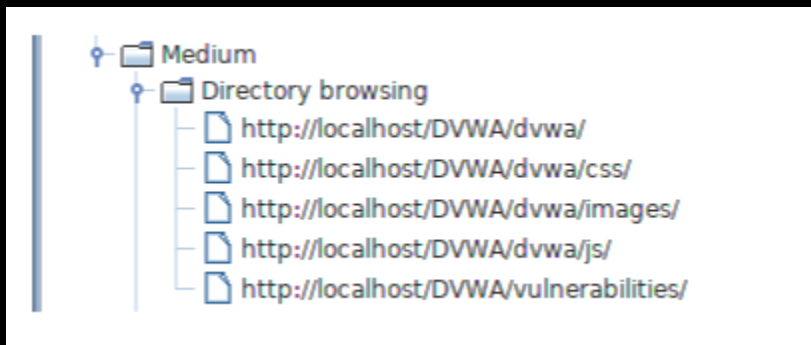 Medium
Directory browsing
http://localhost/DVWA/dvwa/
http://localhost/DVWA/dvwa/css/
http://localhost/DVWA/dvwa/images/
http://localhost/DVWA/dvwa/js/
http://localhost/DVWA/vulnerabilities/